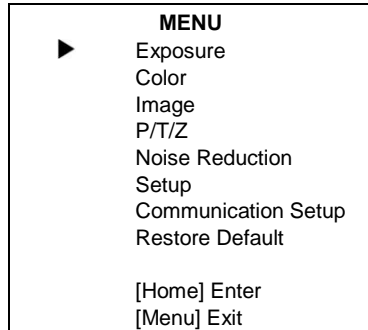 MENU
Exposure
Color
Image
P/T/Z
Noise Reduction
Setup
Communication Setup
Restore Default
[Home] Enter
[Menu] Exit